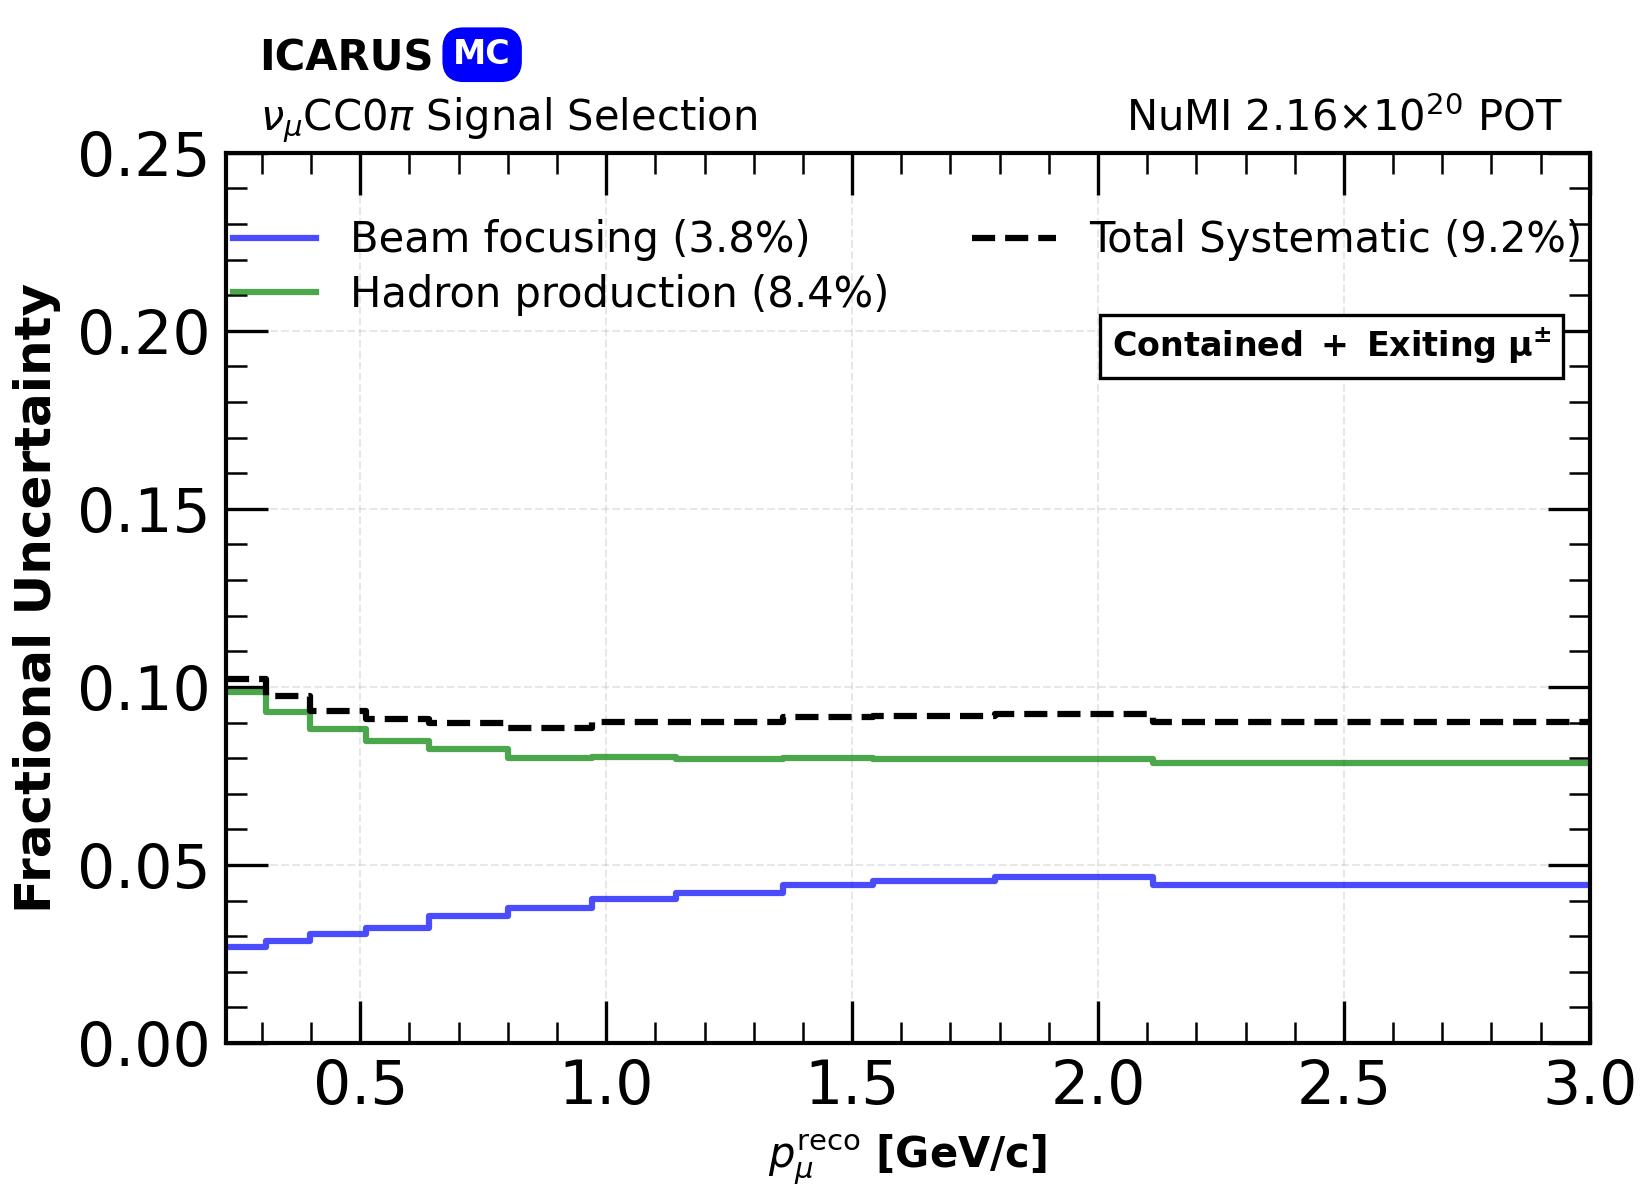 ICARUS MC
νμCC0π Signal Selection NuMI 2.16×10²⁰ POT
0.25
Beam focusing (3.8%) Total Systematic (9.2%)
Hadron production (8.4%)
0.20
Contained + Exiting μ±
0.15
0.10
0.05
0.00
Fractional Uncertainty
0.5 1.0 1.5 2.0 2.5 3.0
pμ^reco [GeV/c]